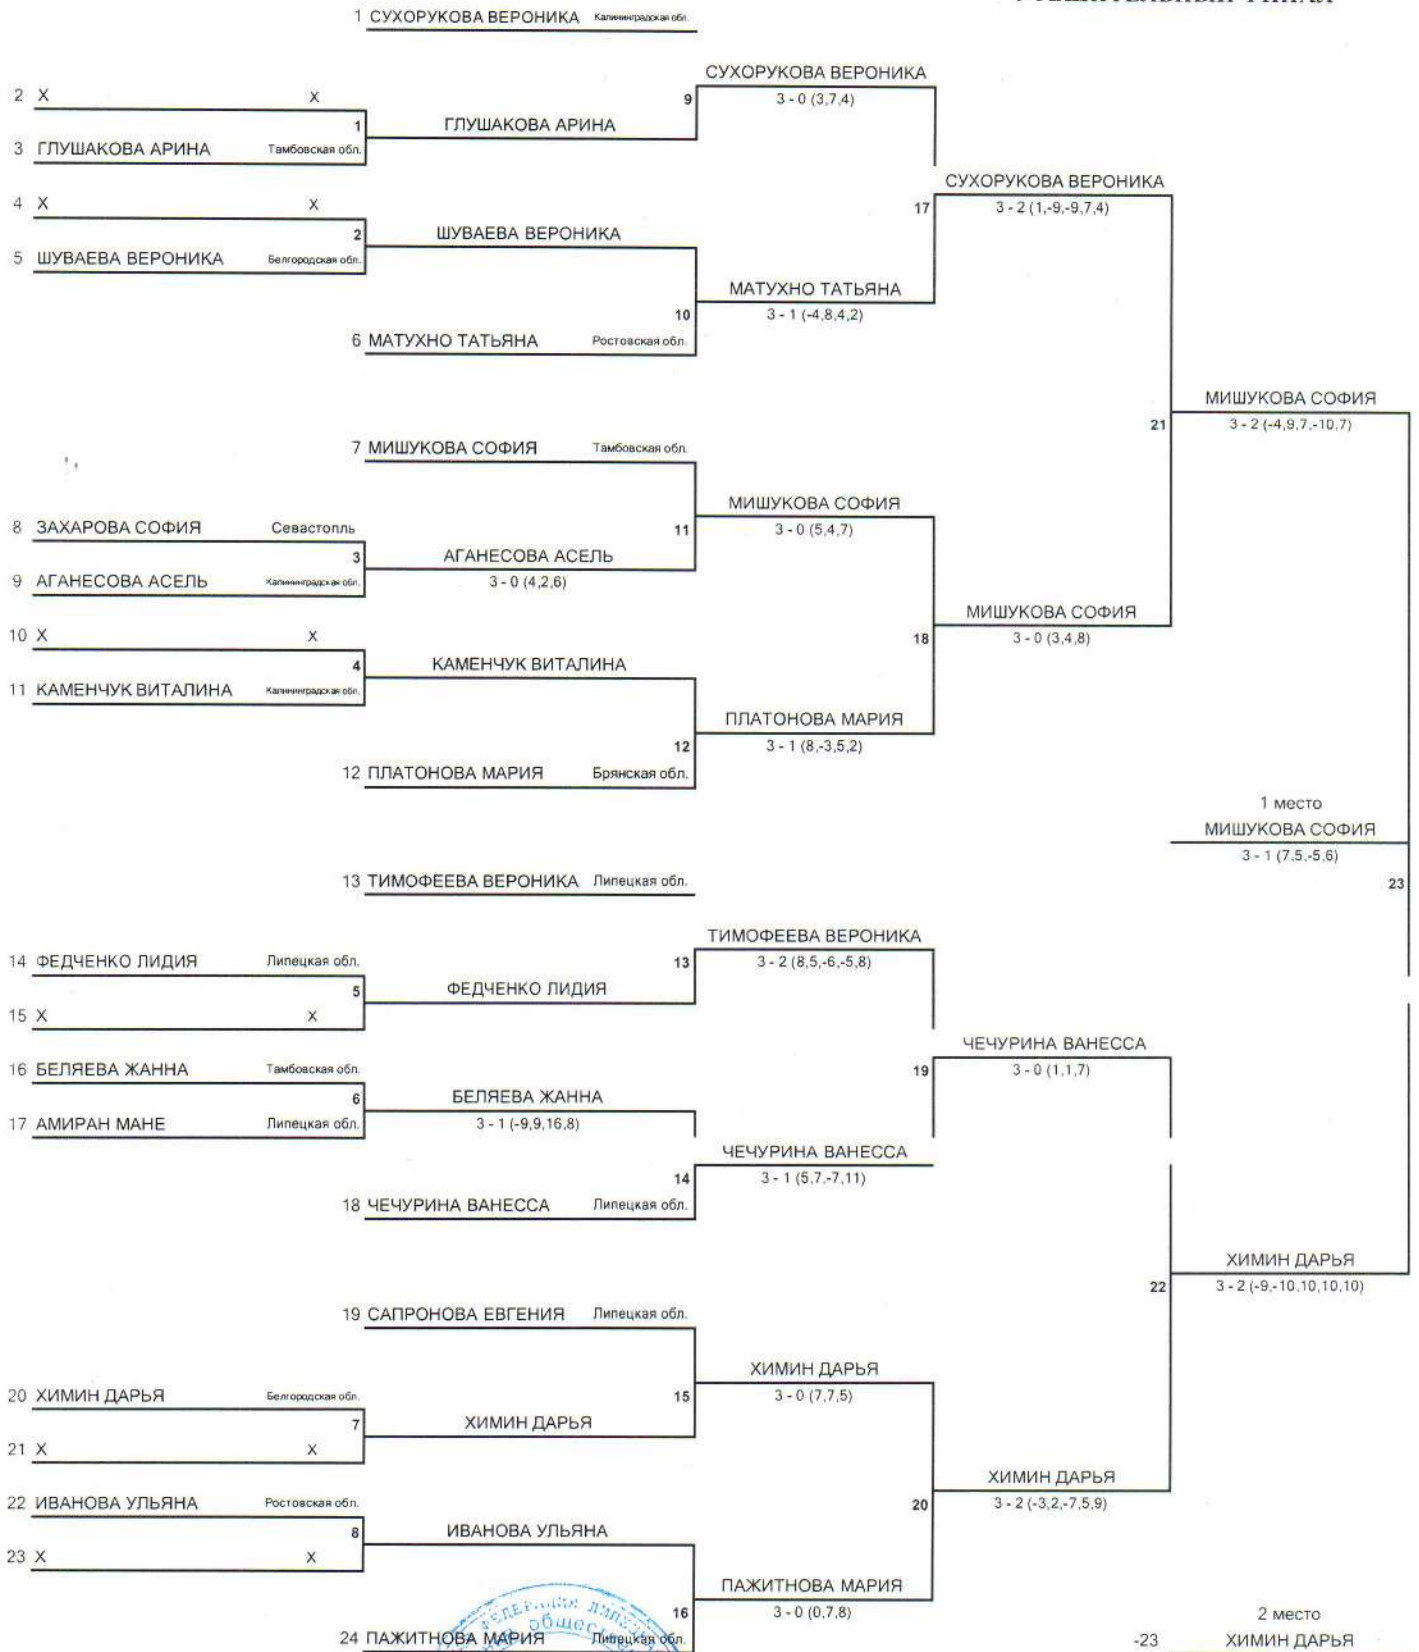 1 СУХОРУКОВА ВЕРОНИКА Калининградская обл.
СУХОРУКОВА ВЕРОНИКА
2 X X
9 3 - 0 (3,7,4)
1 ГЛУШАКОВА АРИНА
3 ГЛУШАКОВА АРИНА Тамбовская обл.
СУХОРУКОВА ВЕРОНИКА
4 X X
17 3 - 2 (1,-9,-9,7,4)
2 ШУВАЕВА ВЕРОНИКА
5 ШУВАЕВА ВЕРОНИКА Белгородская обл.
МАТУХНО ТАТЬЯНА
10 3 - 1 (-4,8,4,2)
6 МАТУХНО ТАТЬЯНА Ростовская обл.
МИШУКОВА СОФИЯ
21 3 - 2 (-4,9,7,-10,7)
7 МИШУКОВА СОФИЯ Тамбовская обл.
МИШУКОВА СОФИЯ
8 ЗАХАРОВА СОФИЯ Севастопль
11 3 - 0 (5,4,7)
3 АГАНЕСОВА АСЕЛЬ
9 АГАНЕСОВА АСЕЛЬ Калининградская обл.
3 - 0 (4,2,6)
МИШУКОВА СОФИЯ
10 X X
18 3 - 0 (3,4,8)
4 КАМЕНЧУК ВИТАЛИНА
11 КАМЕНЧУК ВИТАЛИНА Калининградская обл.
ПЛАТОНОВА МАРИЯ
12 3 - 1 (8,-3,5,2)
12 ПЛАТОНОВА МАРИЯ Брянская обл.
1 место
МИШУКОВА СОФИЯ
3 - 1 (7,5,-5,6)
23
13 ТИМОФЕЕВА ВЕРОНИКА Липецкая обл.
ТИМОФЕЕВА ВЕРОНИКА
14 ФЕДЧЕНКО ЛИДИЯ Липецкая обл.
13 3 - 2 (8,5,-6,-5,8)
5 ФЕДЧЕНКО ЛИДИЯ
15 X X
ЧЕЧУРИНА ВАНЕССА
16 БЕЛЯЕВА ЖАННА Тамбовская обл.
19 3 - 0 (1,1,7)
6 БЕЛЯЕВА ЖАННА
17 АМИРАН МАНЕ Липецкая обл.
3 - 1 (-9,9,16,8)
ЧЕЧУРИНА ВАНЕССА
14 3 - 1 (5,7,-7,11)
18 ЧЕЧУРИНА ВАНЕССА Липецкая обл.
ХИМИН ДАРЬЯ
22 3 - 2 (-9,-10,10,10,10)
19 САПРОНОВА ЕВГЕНИЯ Липецкая обл.
ХИМИН ДАРЬЯ
20 ХИМИН ДАРЬЯ Белгородская обл.
15 3 - 0 (7,7,5)
7 ХИМИН ДАРЬЯ
21 X X
ХИМИН ДАРЬЯ
22 ИВАНОВА УЛЬЯНА Ростовская обл.
20 3 - 2 (-3,2,-7,5,9)
8 ИВАНОВА УЛЬЯНА
23 X X
ПАЖИТНОВА МАРИЯ
16 3 - 0 (0,7,8)
2 место
24 ПАЖИТНОВА МАРИЯ Липецкая обл.
-23 ХИМИН ДАРЬЯ